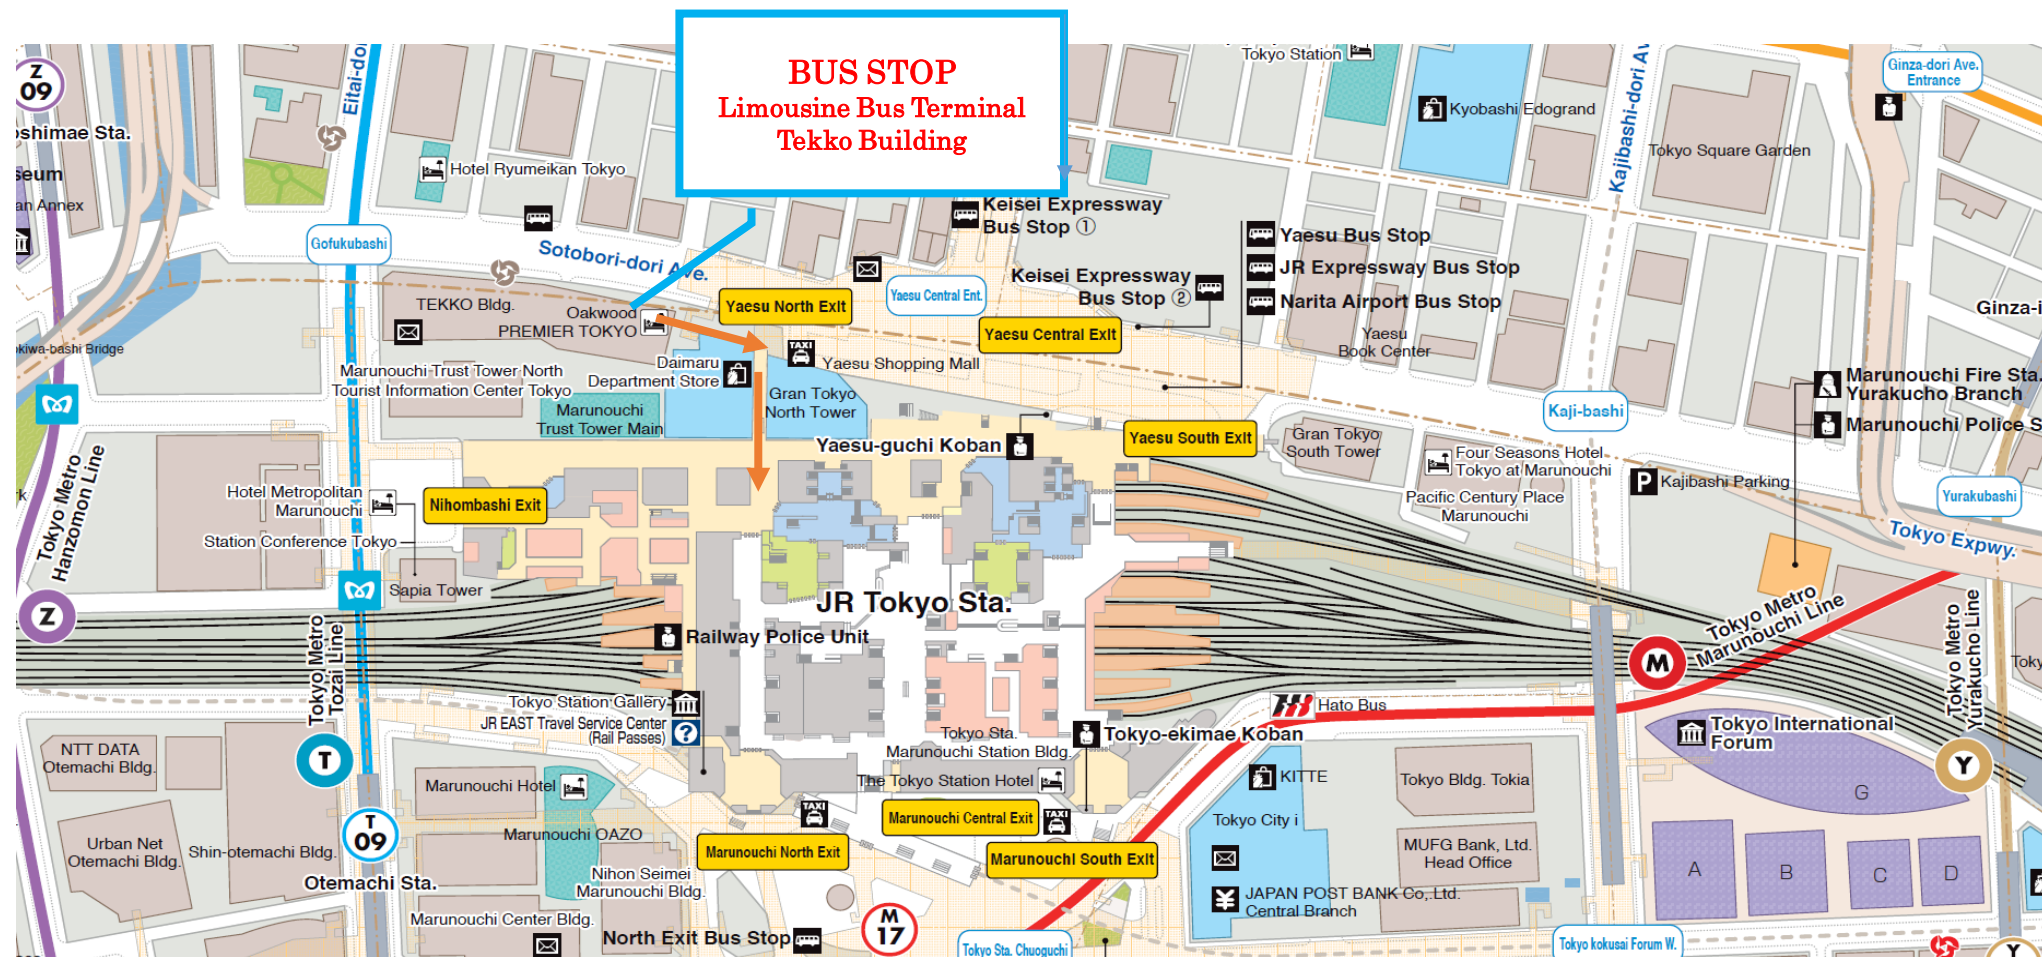 BUS STOP
Limousine Bus Terminal
Tekko Building
Z
09
Eitai-dori
Tokyo Station
Kajibashi-dori Av
Ginza-dori Ave.
Entrance
oshimae Sta.
Kyobashi Edogrand
Hotel Ryumeikan Tokyo
Tokyo Square Garden
seum
an Annex
Keisei Expressway
Bus Stop ①
Gofukubashi
Sotobori-dori Ave.
Yaesu Bus Stop
JR Expressway Bus Stop
Narita Airport Bus Stop
Keisei Expressway
Bus Stop ②
Yaesu Central Ent.
TEKKO Bldg.
Oakwood
PREMIER TOKYO
Yaesu North Exit
Yaesu Central Exit
Yaesu
Book Center
Ginza-i
okiwa-bashi Bridge
TAXI
Yaesu Shopping Mall
Daimaru
Department Store
Marunouchi Trust Tower North
Tourist Information Center Tokyo
Gran Tokyo
North Tower
Marunouchi
Trust Tower Main
Marunouchi Fire Sta.
Yurakucho Branch
Marunouchi Police S
Kaji-bashi
Yaesu-guchi Koban
Yaesu South Exit
Gran Tokyo
South Tower
Four Seasons Hotel
Tokyo at Marunouchi
Pacific Century Place
Marunouchi
P
Kajibashi Parking
Yurakubashi
Tokyo Expwy.
rk
Tokyo Metro
Hanzomon Line
Hotel Metropolitan
Marunouchi
Nihombashi Exit
Station Conference Tokyo
Sapia Tower
Z
JR Tokyo Sta.
Railway Police Unit
Tokyo Metro
Tozai Line
M
Tokyo Metro
Marunouchi Line
Tokyo Metro
Yurakucho Line
Toky
Tokyo Station Gallery
JR EAST Travel Service Center
(Rail Passes)
?
Hato Bus
Tokyo Sta.
Marunouchi Station Bldg.
Tokyo-ekimae Koban
Tokyo International
Forum
NTT DATA
Otemachi Bldg.
T
The Tokyo Station Hotel
KITTE
Tokyo Bldg. Tokia
Y
G
Marunouchi Hotel
TAXI
Marunouchi Central Exit
TAXI
Tokyo City i
T
09
Marunouchi OAZO
Urban Net
Otemachi Bldg.
Shin-otemachi Bldg.
Marunouchi North Exit
Marunouchi South Exit
MUFG Bank, Ltd.
Head Office
A
B
C
D
Otemachi Sta.
Nihon Seimei
Marunouchi Bldg.
JAPAN POST BANK Co,.Ltd.
Central Branch
Marunouchi Center Bldg.
North Exit Bus Stop
M
17
Tokyo Sta. Chuoguchi
Tokyo kokusai Forum W.
Y